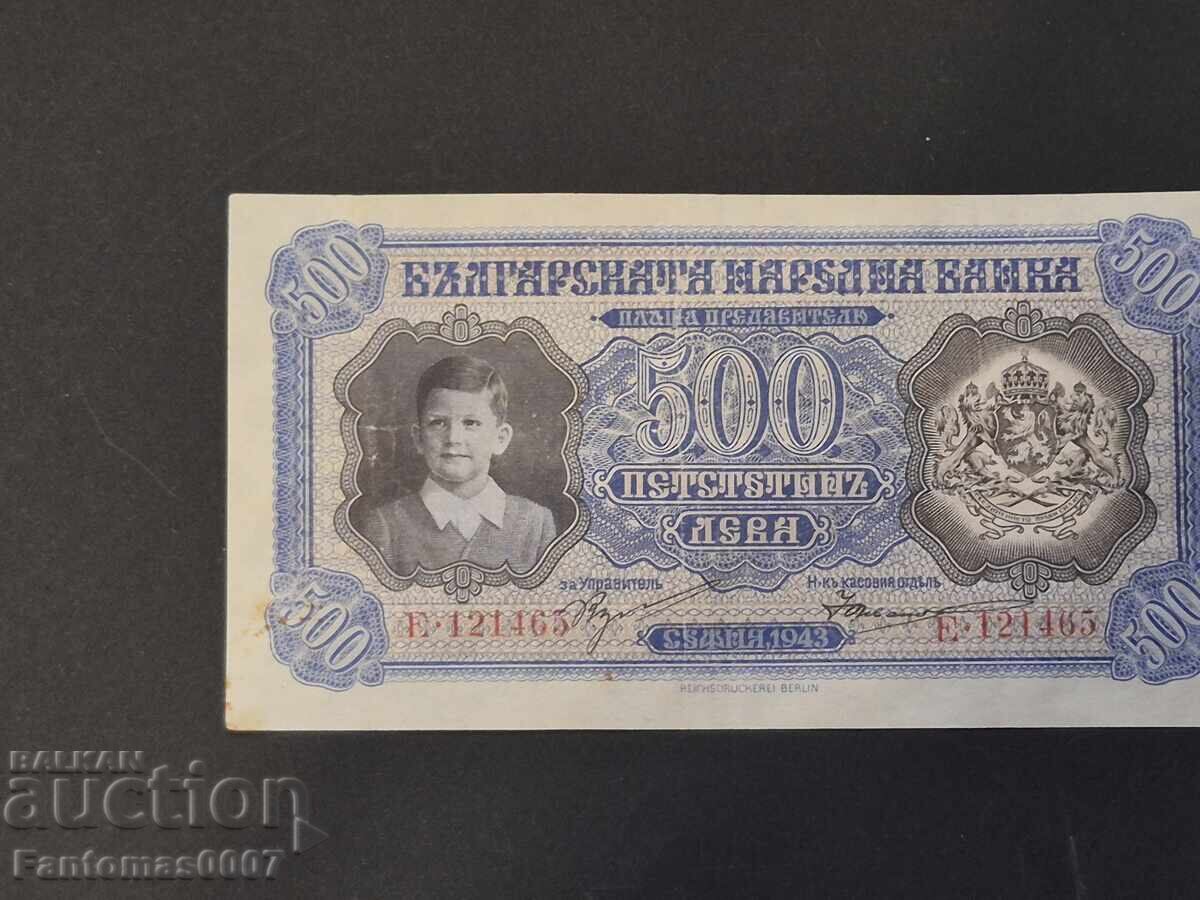 500
500
БЪЛГАРСКАТА НАРОДНА БАНКА
ПЛАЩА ПРЕДЯВИТЕЛЮ
500
ПЕТСТОТИНЪ
ЛЕВА
за Управитель
Н-къ касовия отдѣлъ
Е·121465
Е·121465
СОФИЯ, 1943
500
500
REICHSDRUCKEREI BERLIN
BALKAN
auction
Fantomas0007